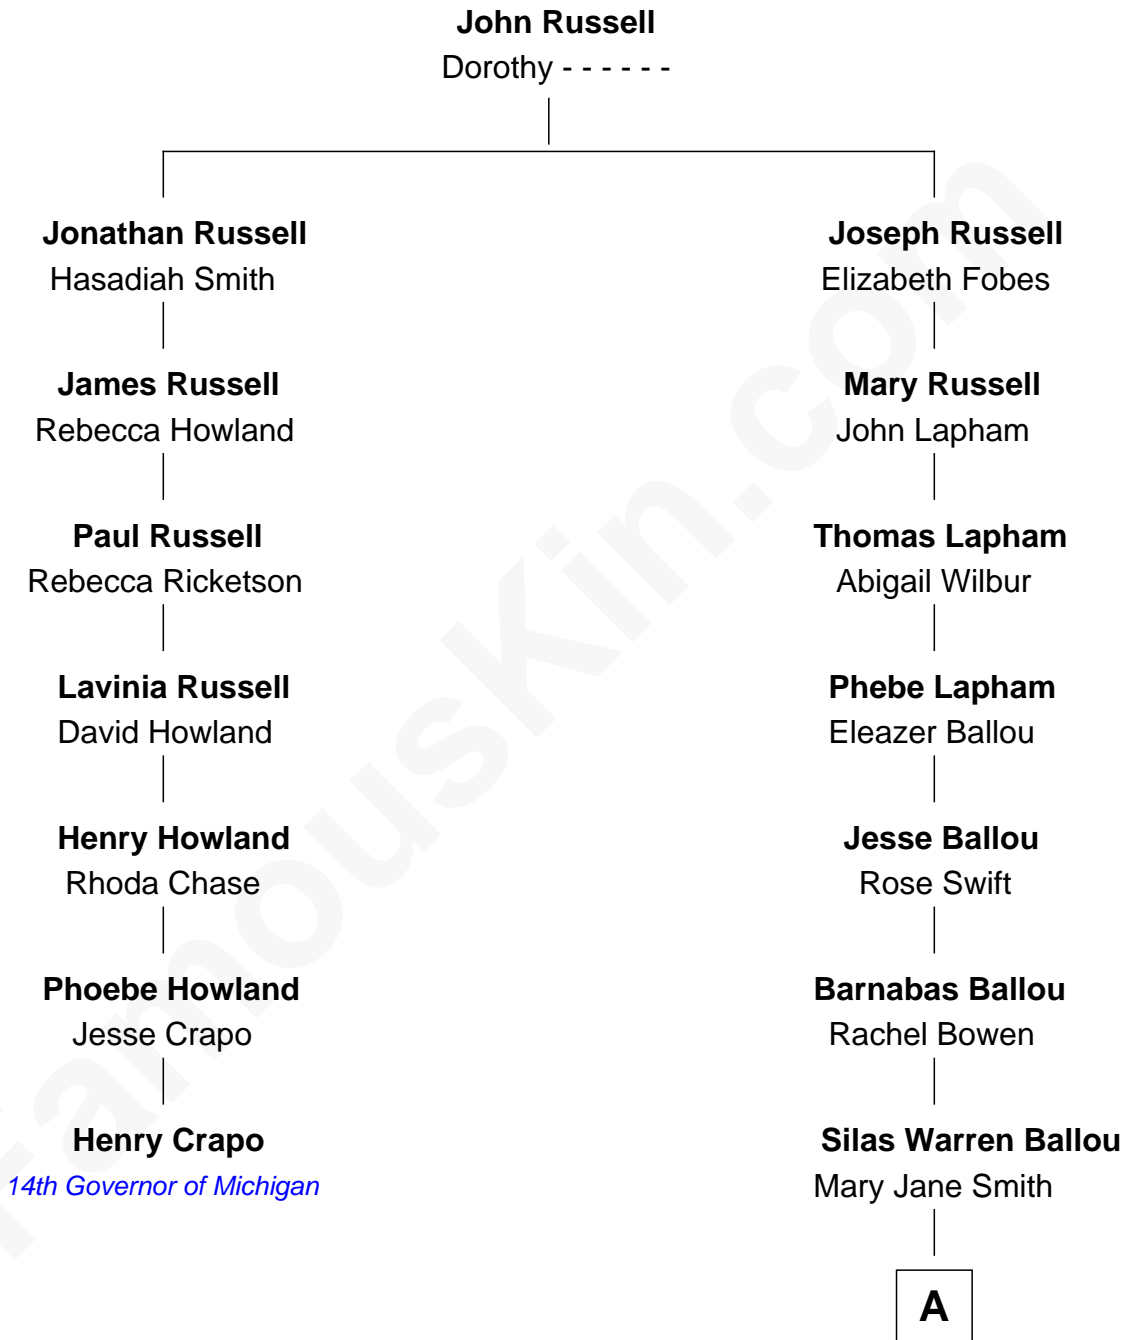 John Russell
Dorothy - - - - - -
Jonathan Russell
Hasadiah Smith
Joseph Russell
Elizabeth Fobes
James Russell
Rebecca Howland
Mary Russell
John Lapham
Paul Russell
Rebecca Ricketson
Thomas Lapham
Abigail Wilbur
Lavinia Russell
David Howland
Phebe Lapham
Eleazer Ballou
Henry Howland
Rhoda Chase
Jesse Ballou
Rose Swift
Phoebe Howland
Jesse Crapo
Barnabas Ballou
Rachel Bowen
Henry Crapo
14th Governor of Michigan
Silas Warren Ballou
Mary Jane Smith
A
FamousKin.com